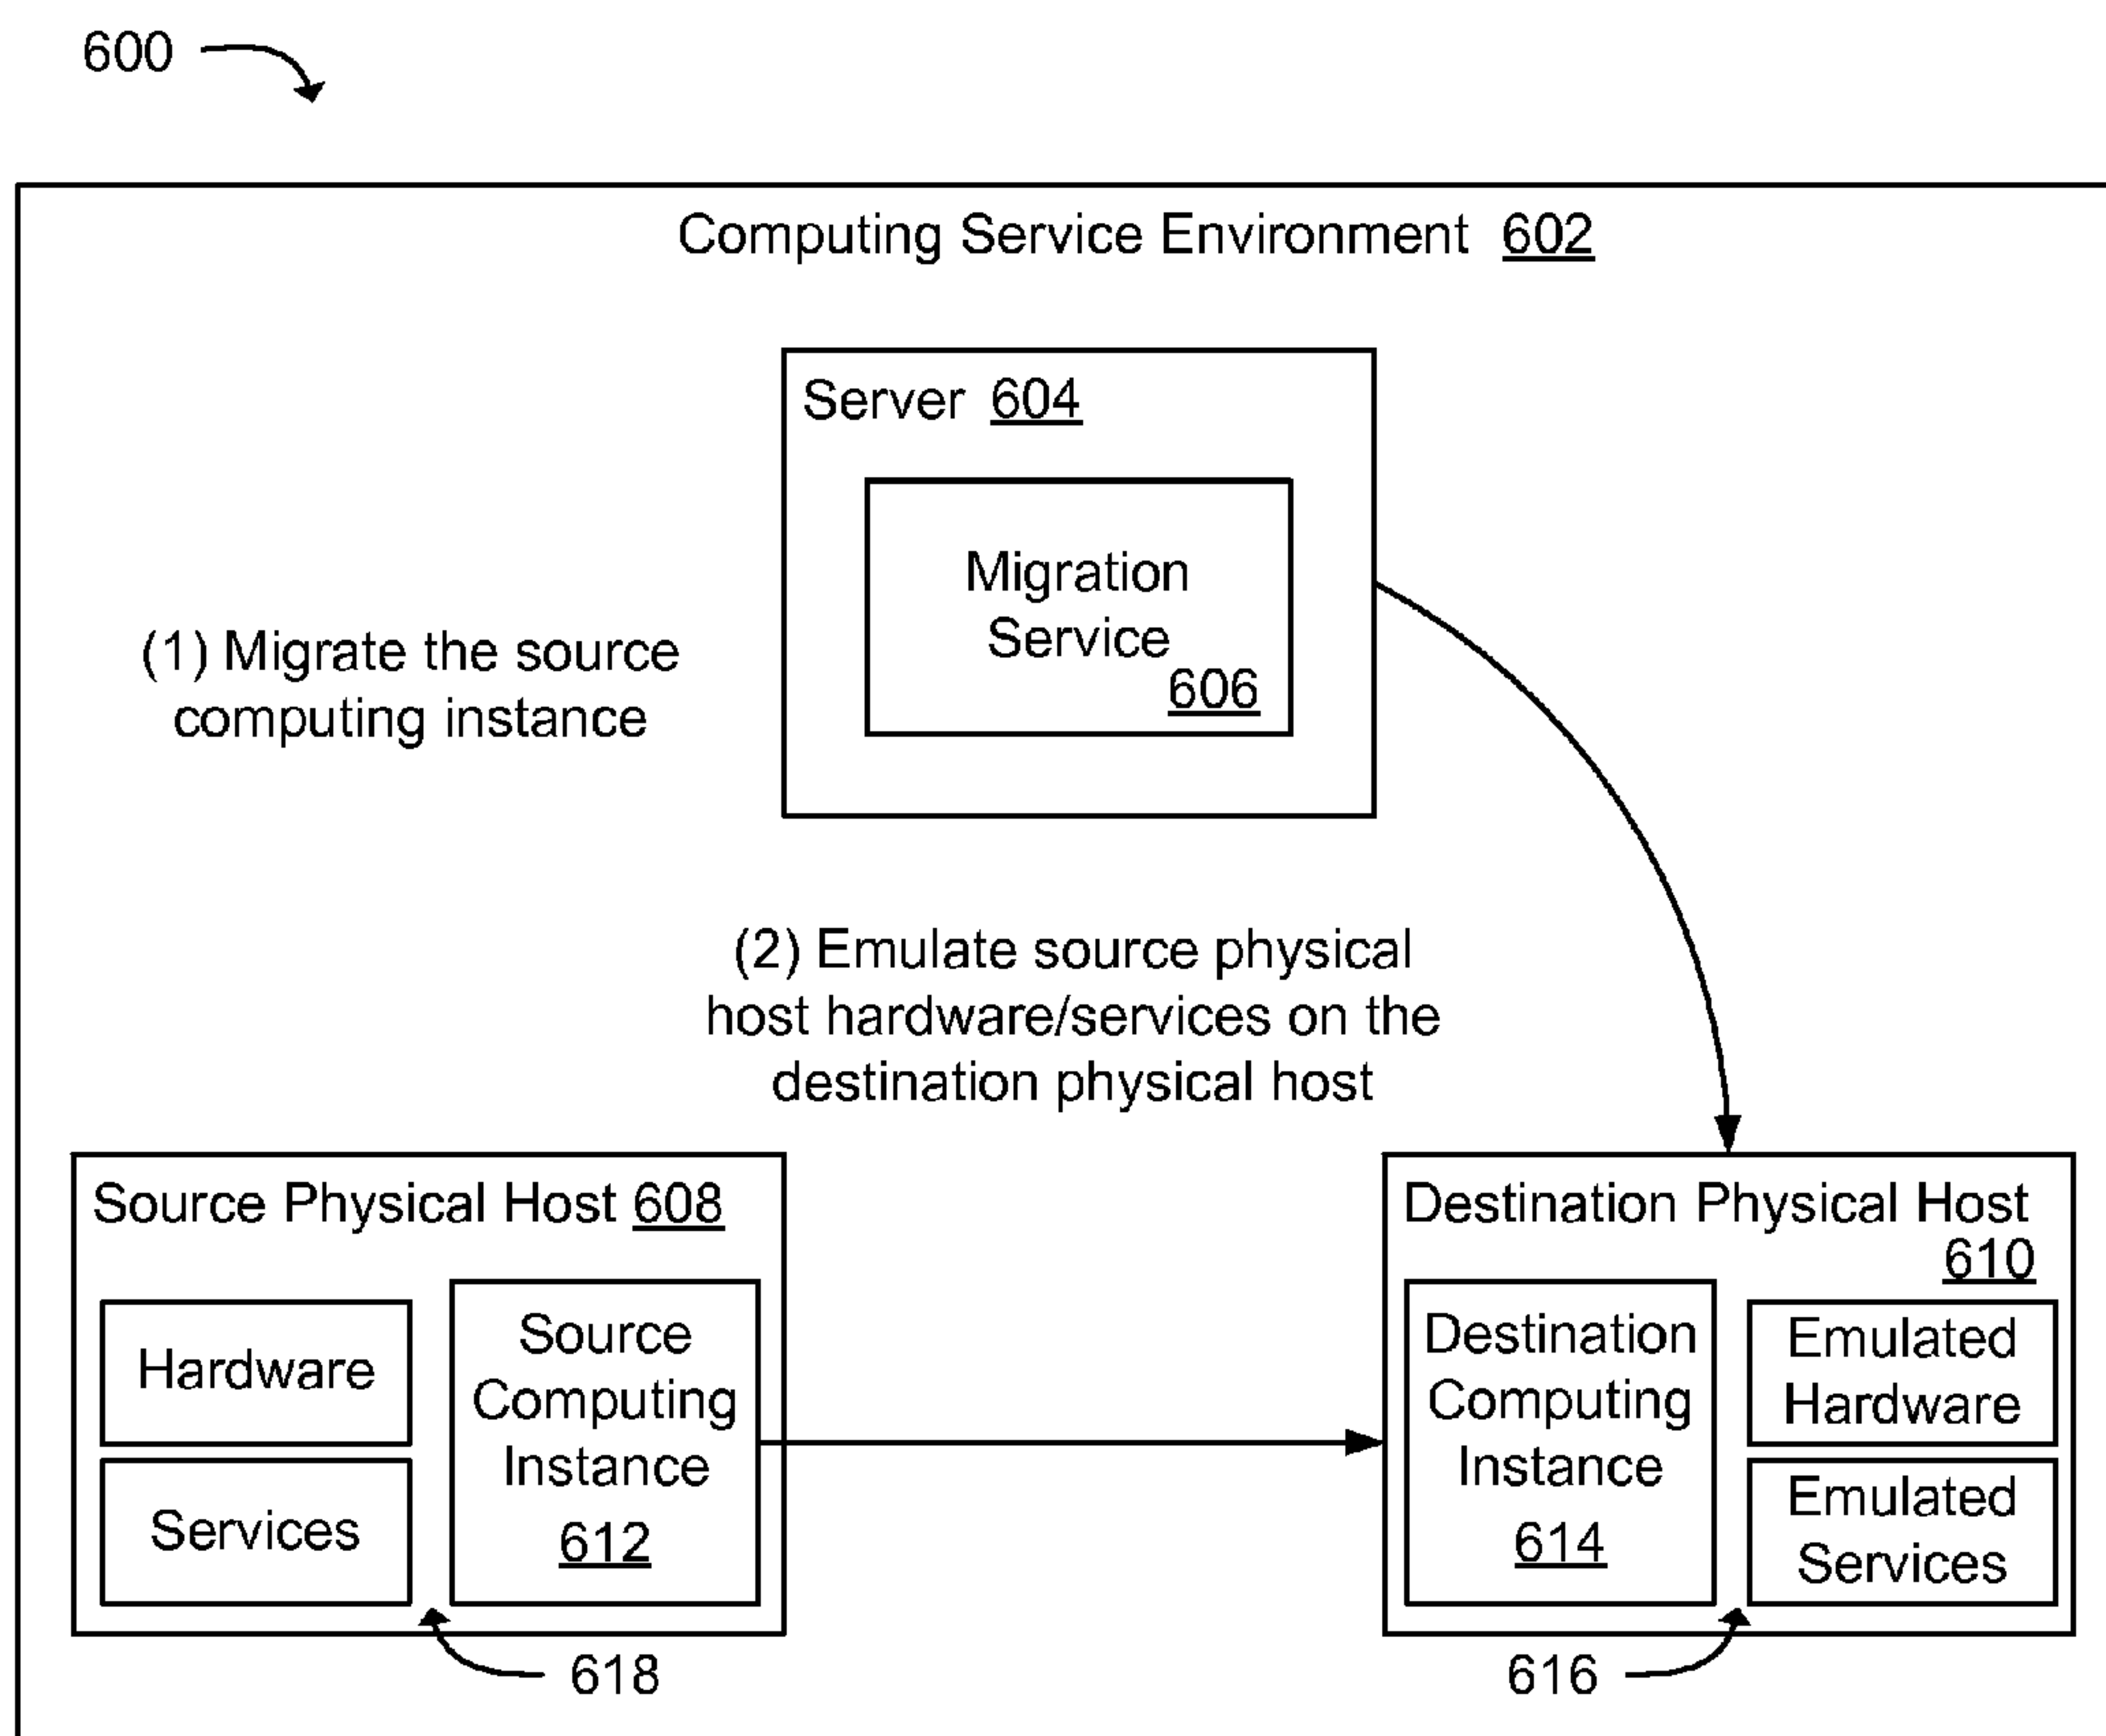 600
Computing Service Environment 602
Server 604
Migration
Service
606
(1) Migrate the source
computing instance
(2) Emulate source physical
host hardware/services on the
destination physical host
Source Physical Host 608
Hardware
Services
Source
Computing
Instance
612
618
Destination Physical Host
610
Destination
Computing
Instance
614
Emulated
Hardware
Emulated
Services
616